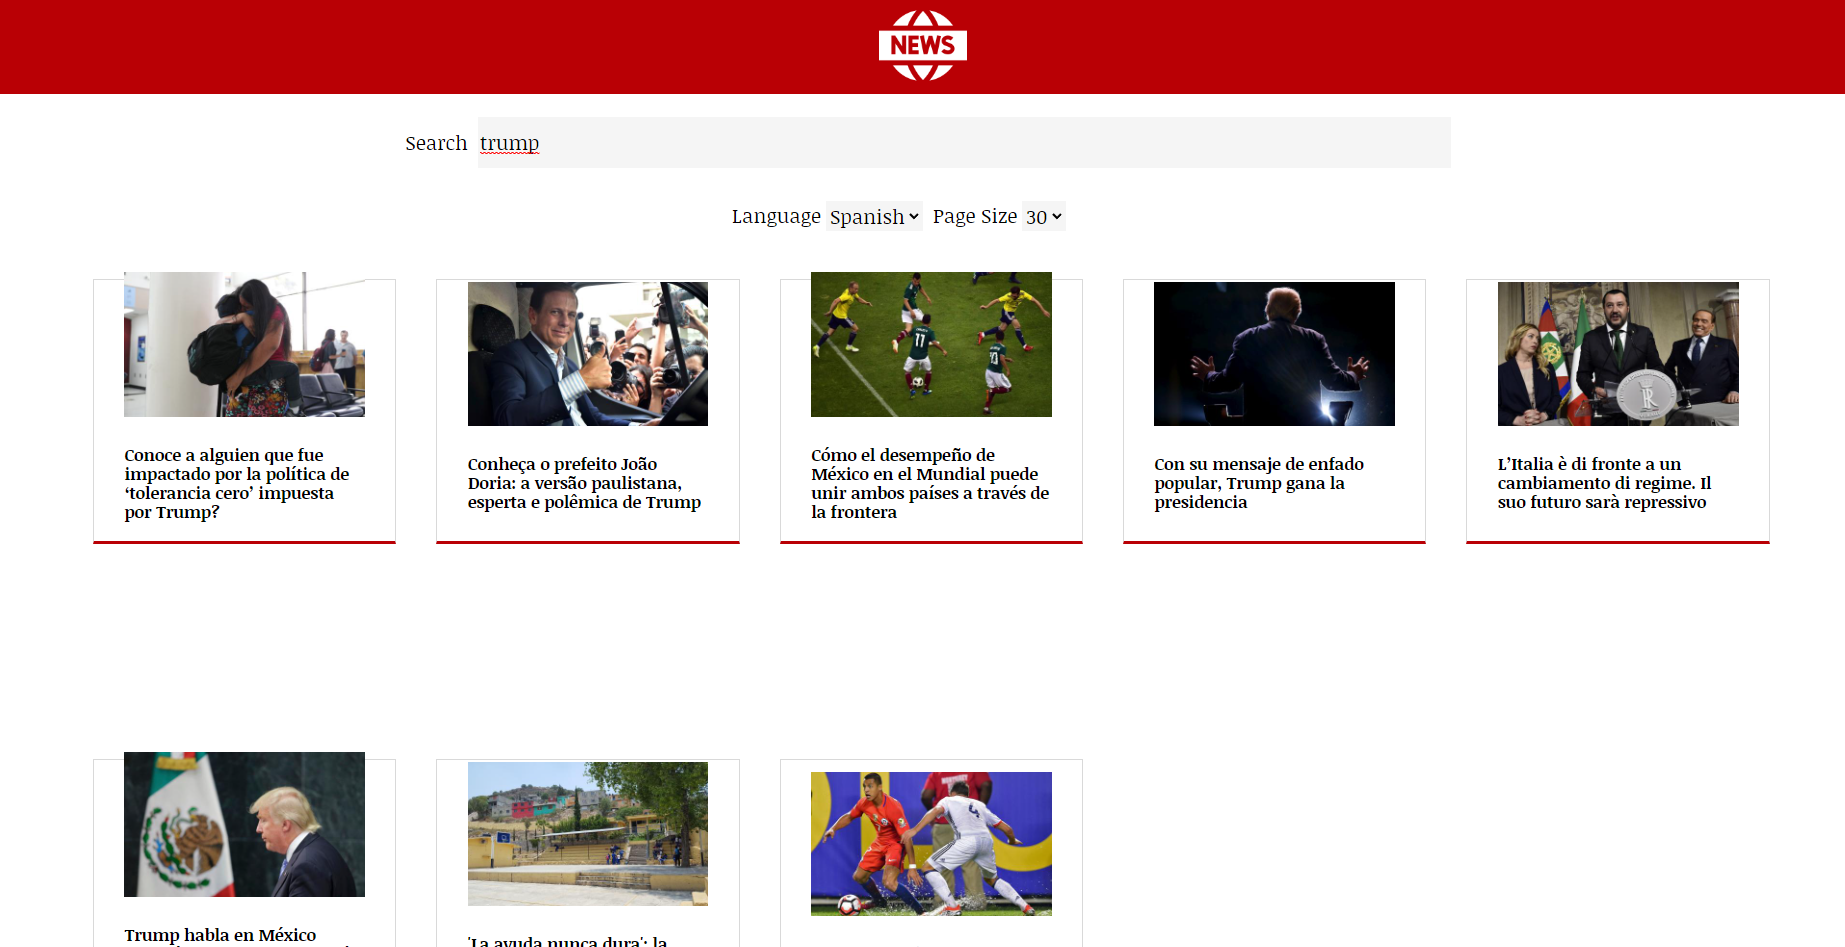 NEWS
Search trump
Language Spanish Page Size 30
Conoce a alguien que fue
impactado por la política de
‘tolerancia cero’ impuesta
por Trump?
Conheça o prefeito João
Doria: a versão paulistana,
esperta e polêmica de Trump
Cómo el desempeño de
México en el Mundial puede
unir ambos países a través de
la frontera
Con su mensaje de enfado
popular, Trump gana la
presidencia
L’Italia è di fronte a un
cambiamento di regime. Il
suo futuro sarà repressivo
Trump habla en México
'La ayuda nunca dura': la